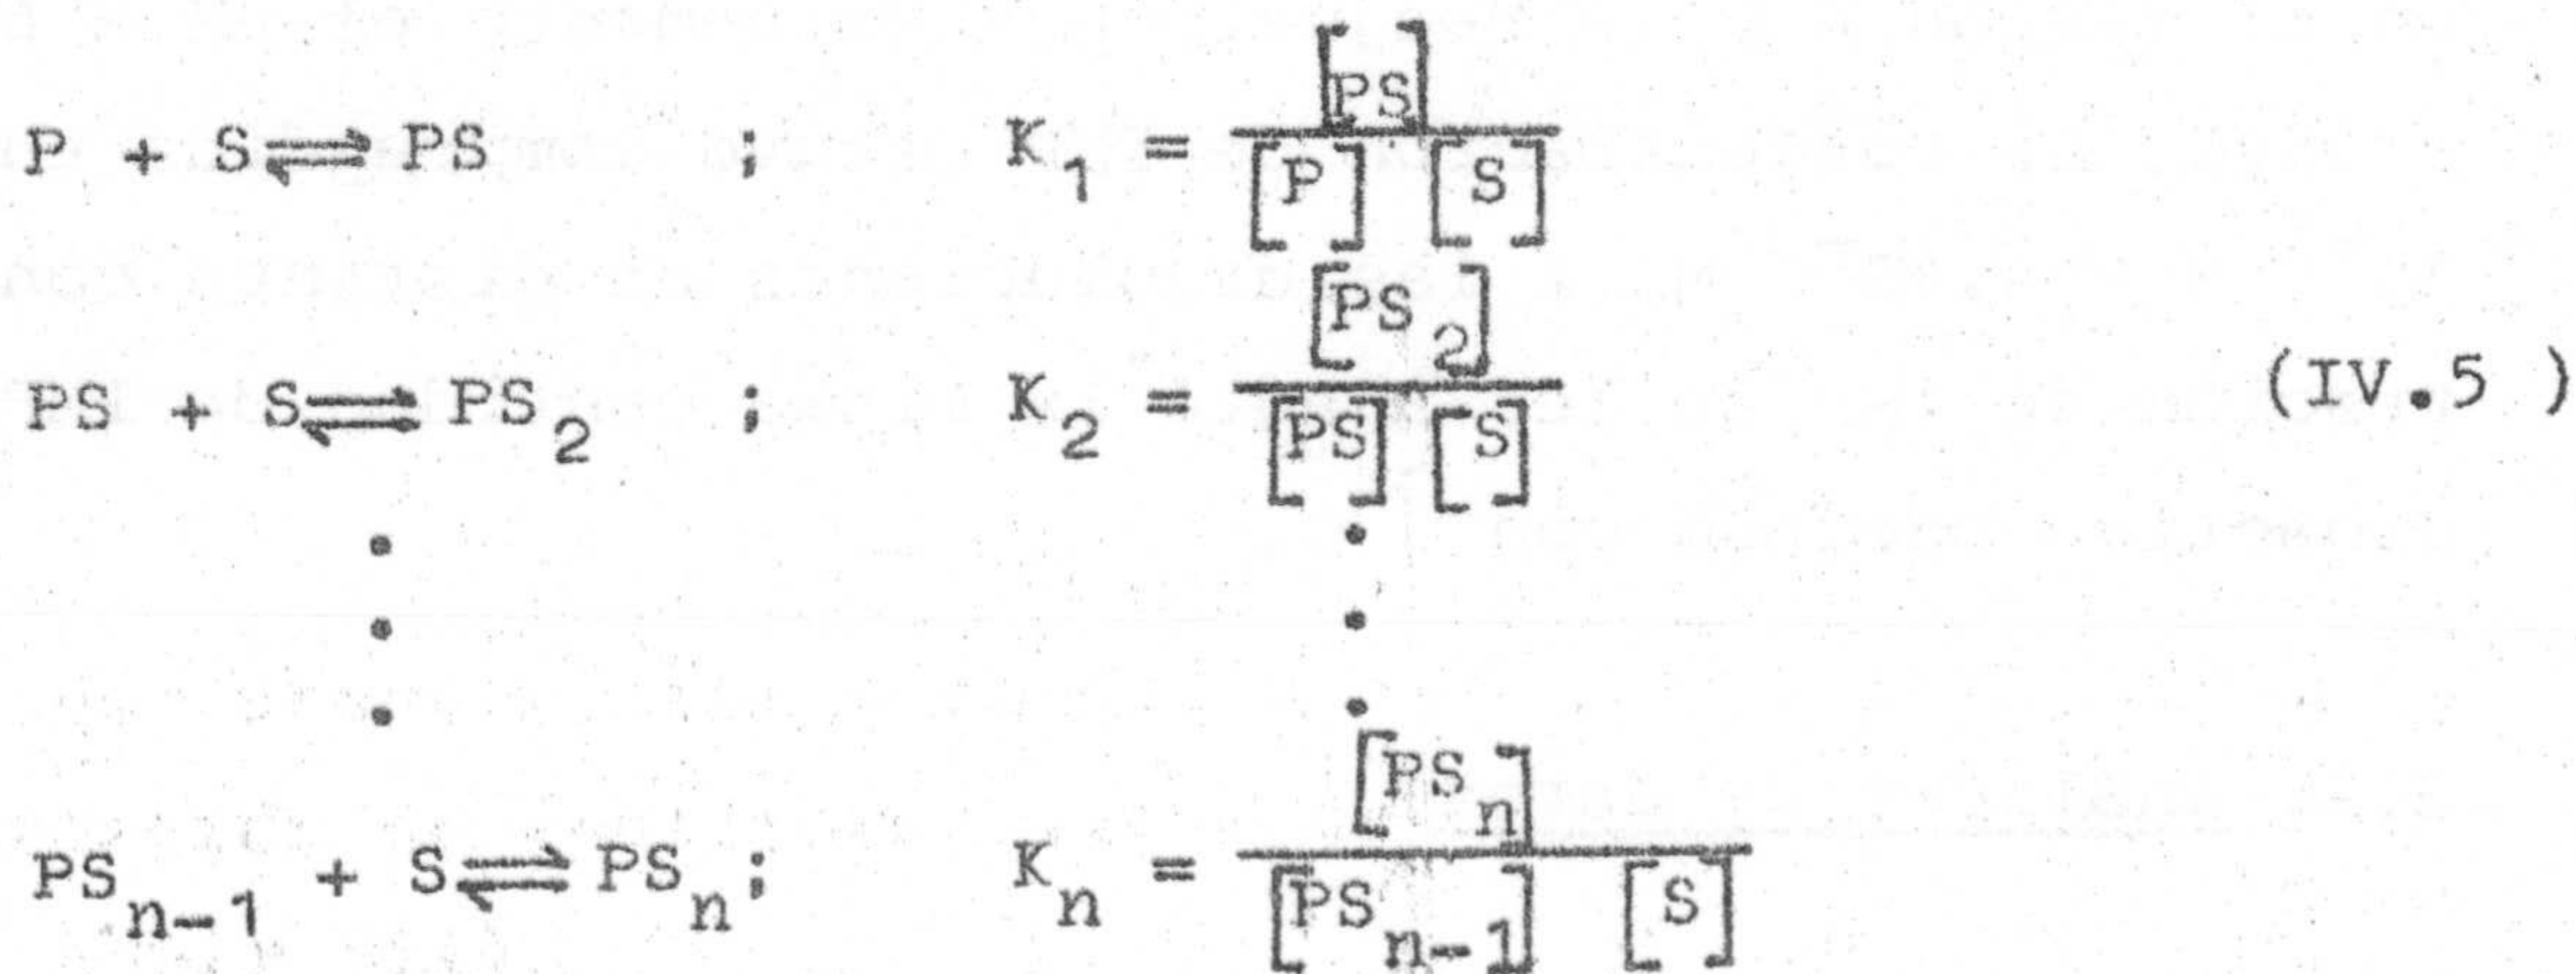 P + S ⇌ PS ; K₁ = [PS] / [P] [S]
PS + S ⇌ PS₂ ; K₂ = [PS₂] / [PS] [S] (IV.5 )
. .
. .
. .
PSₙ₋₁ + S ⇌ PSₙ; Kₙ = [PSₙ] / [PSₙ₋₁] [S]